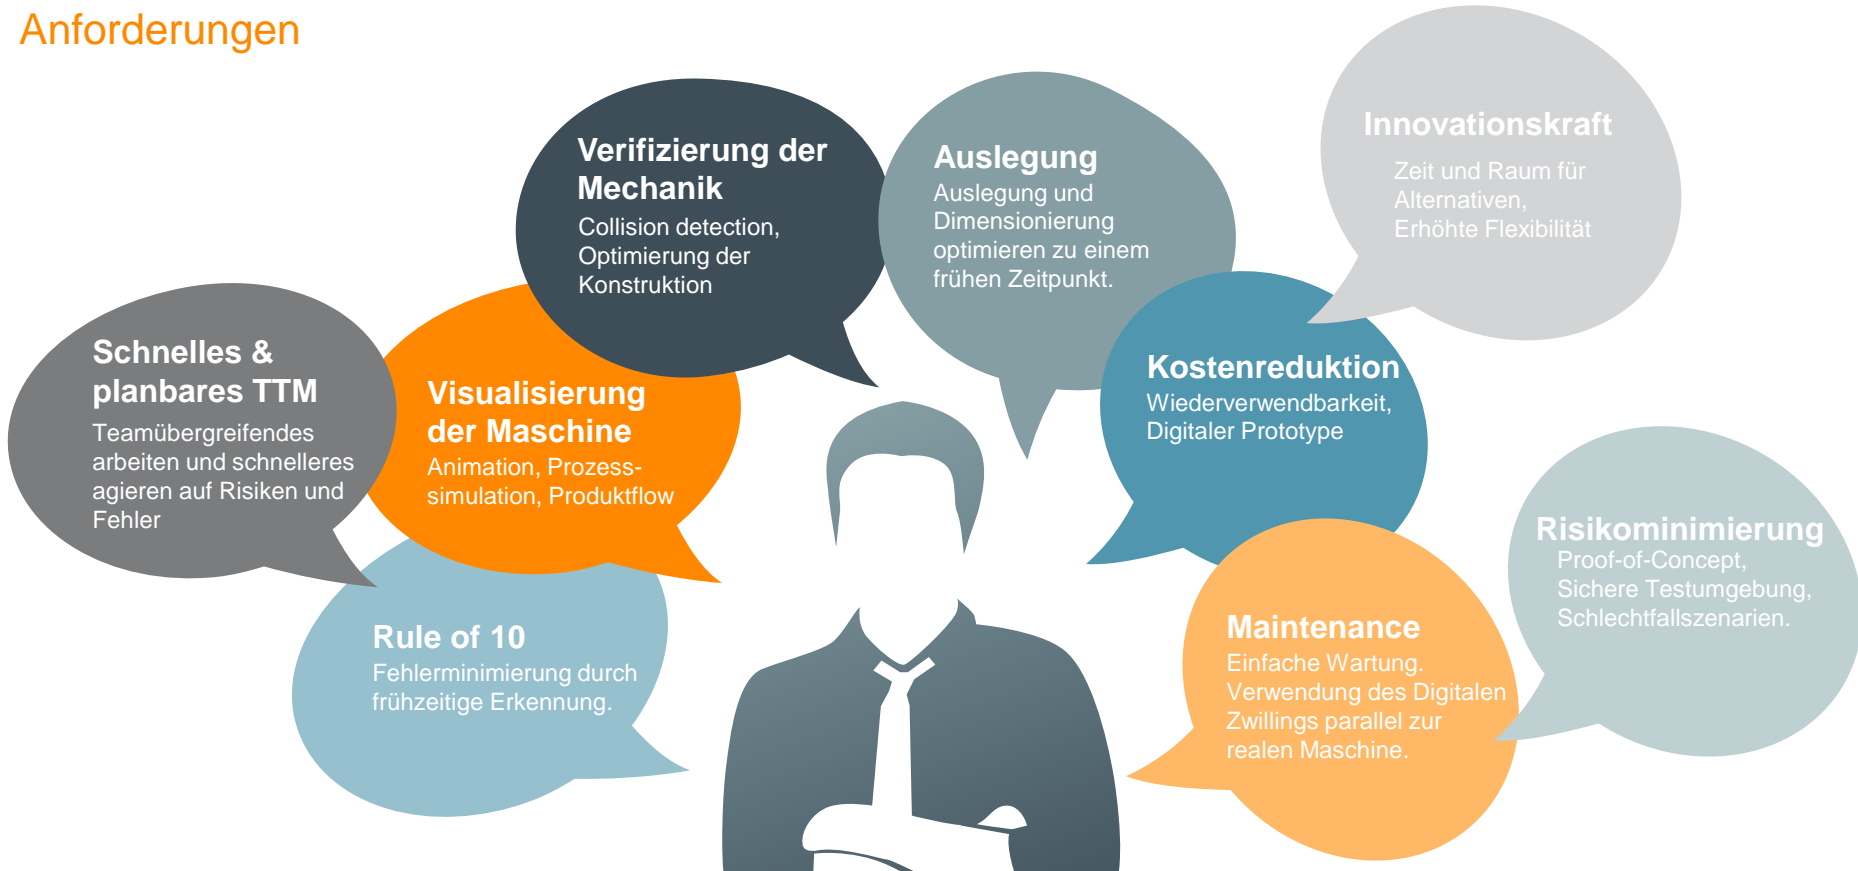 Anforderungen
Schnelles &
planbares TTM
Teamübergreifendes
arbeiten und schnelleres
agieren auf Risiken und
Fehler
Visualisierung
der Maschine
Animation, Prozess-
simulation, Produktflow
Rule of 10
Fehlerminimierung durch
frühzeitige Erkennung.
Verifizierung der
Mechanik
Collision detection,
Optimierung der
Konstruktion
Auslegung
Auslegung und
Dimensionierung
optimieren zu einem
frühen Zeitpunkt.
Innovationskraft
Zeit und Raum für
Alternativen,
Erhöhte Flexibilität
Kostenreduktion
Wiederverwendbarkeit,
Digitaler Prototype
Maintenance
Einfache Wartung.
Verwendung des Digitalen
Zwillings parallel zur
realen Maschine.
Risikominimierung
Proof-of-Concept,
Sichere Testumgebung,
Schlechtfallszenarien.